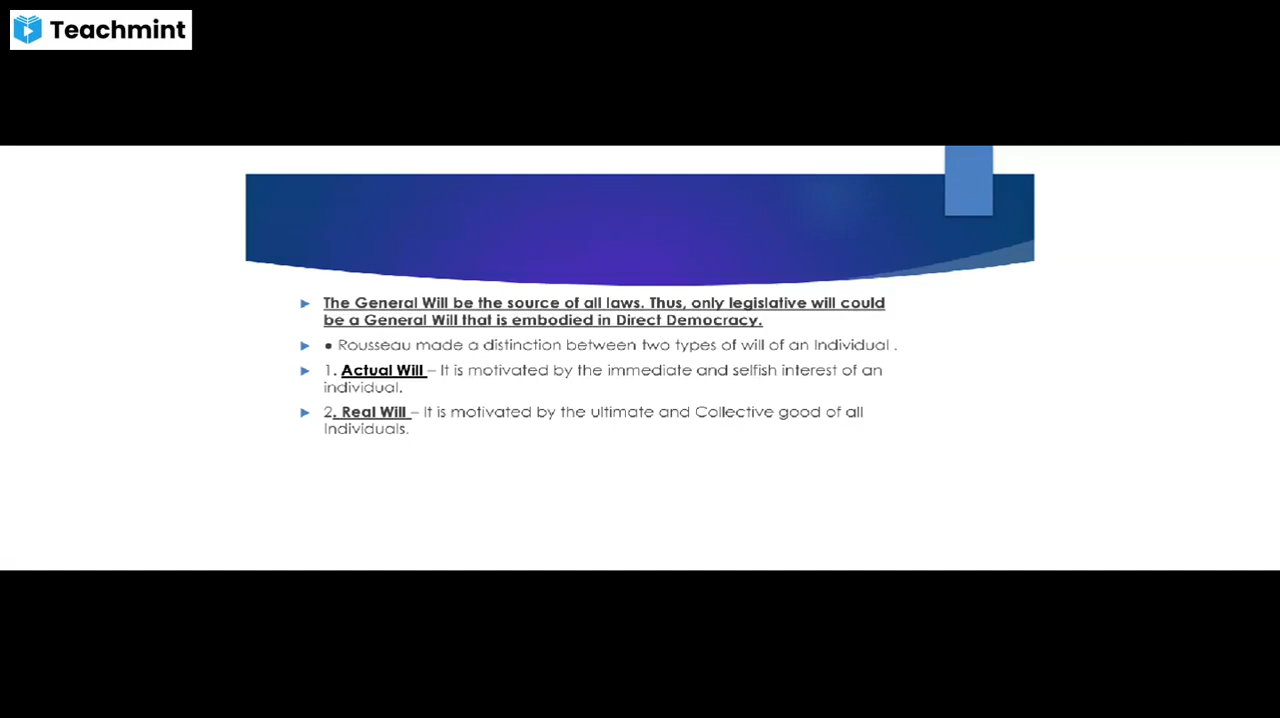 Teachmint
The General Will be the source of all laws. Thus, only legislative will could
be a General Will that is embodied in Direct Democracy.
• Rousseau made a distinction between two types of will of an Individual .
1. Actual Will – It is motivated by the immediate and selfish interest of an
individual.
2. Real Will – It is motivated by the ultimate and Collective good of all
Individuals.